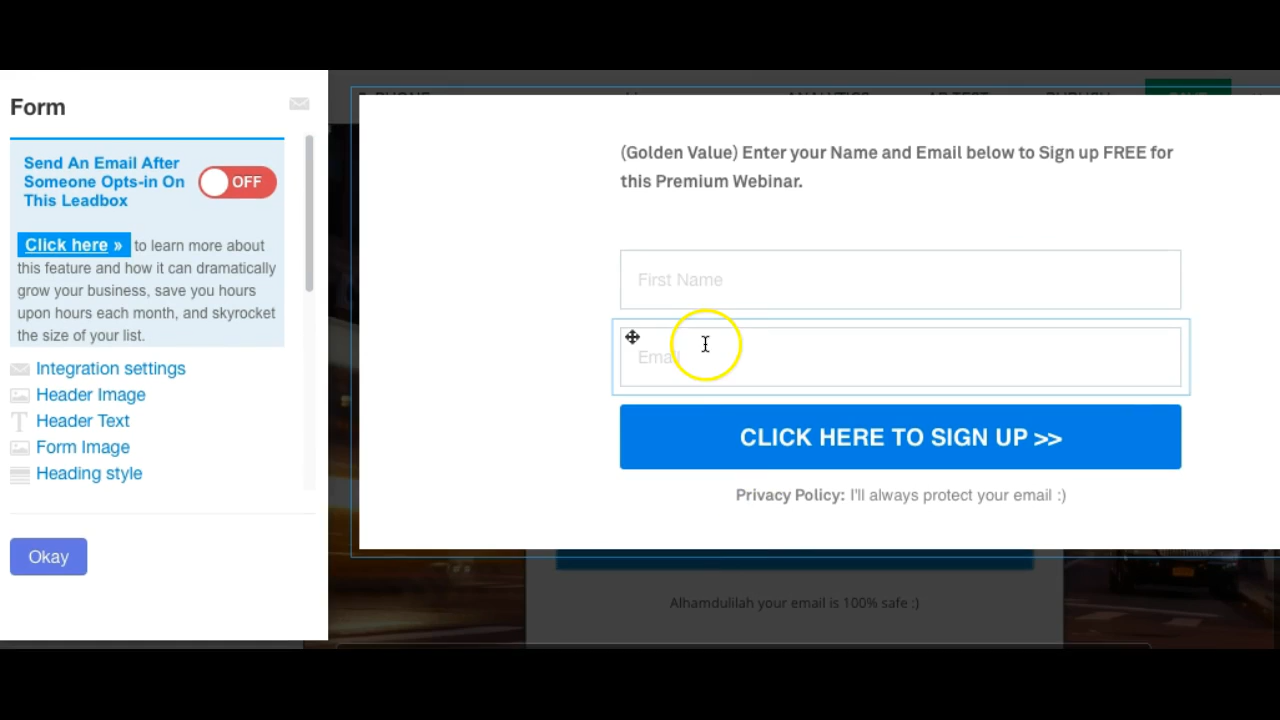 Form
Send An Email After
Someone Opts-in On
This Leadbox
OFF
Click here » to learn more about
this feature and how it can dramatically
grow your business, save you hours
upon hours each month, and skyrocket
the size of your list.
Integration settings
Header Image
Header Text
Form Image
Heading style
Okay
(Golden Value) Enter your Name and Email below to Sign up FREE for
this Premium Webinar.
First Name
Email
CLICK HERE TO SIGN UP >>
Privacy Policy: I'll always protect your email :)
Alhamdulilah your email is 100% safe :)